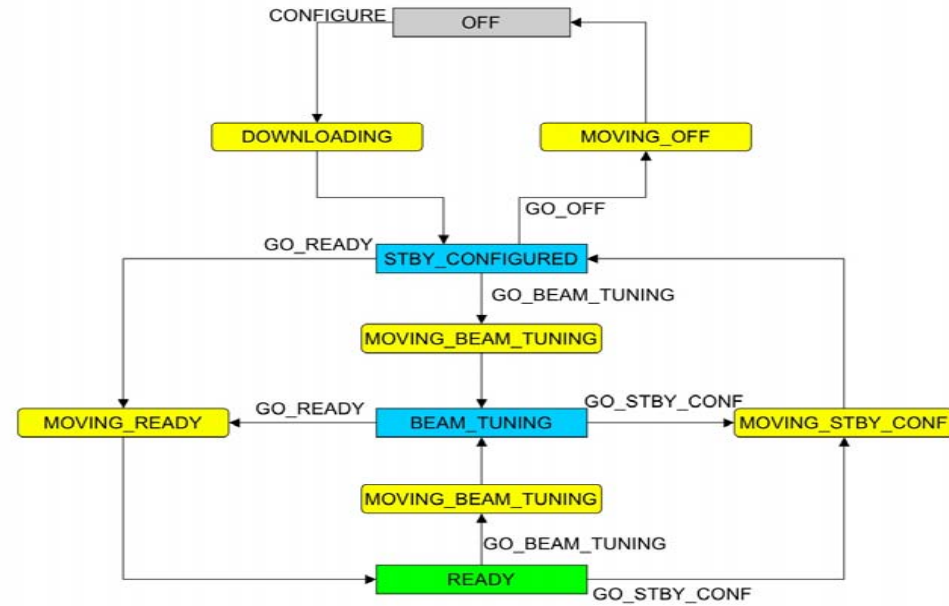 CONFIGURE
OFF
DOWNLOADING
MOVING_OFF
GO_OFF
GO_READY
STBY_CONFIGURED
GO_BEAM_TUNING
MOVING_BEAM_TUNING
GO_READY
GO_STBY_CONF
MOVING_READY
BEAM_TUNING
MOVING_STBY_CONF
MOVING_BEAM_TUNING
GO_BEAM_TUNING
READY
GO_STBY_CONF